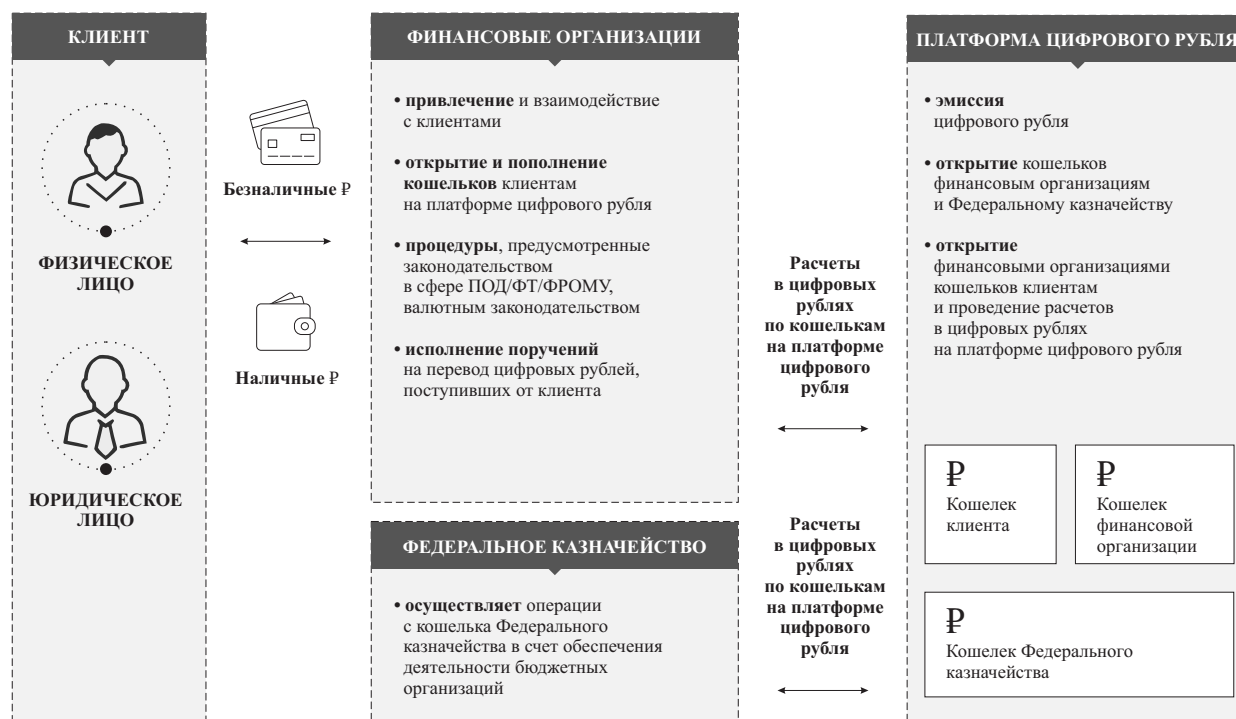 КЛИЕНТ
ФИЗИЧЕСКОЕ
ЛИЦО
ЮРИДИЧЕСКОЕ
ЛИЦО
Безналичные ₽
Наличные ₽
ФИНАНСОВЫЕ ОРГАНИЗАЦИИ
• привлечение и взаимодействие
с клиентами
• открытие и пополнение
кошельков клиентам
на платформе цифрового рубля
• процедуры, предусмотренные
законодательством
в сфере ПОД/ФТ/ФРОМУ,
валютным законодательством
• исполнение поручений
на перевод цифровых рублей,
поступивших от клиента
ФЕДЕРАЛЬНОЕ КАЗНАЧЕЙСТВО
• осуществляет операции
с кошелька Федерального
казначейства в счет обеспечения
деятельности бюджетных
организаций
Расчеты
в цифровых
рублях
по кошелькам
на платформе
цифрового
рубля
Расчеты
в цифровых
рублях
по кошелькам
на платформе
цифрового
рубля
ПЛАТФОРМА ЦИФРОВОГО РУБЛЯ
• эмиссия
цифрового рубля
• открытие кошельков
финансовым организациям
и Федеральному казначейству
• открытие
финансовыми организациями
кошельков клиентам
и проведение расчетов
в цифровых рублях
на платформе цифрового рубля
₽
Кошелек
клиента
₽
Кошелек
финансовой
организации
₽
Кошелек Федерального
казначейства